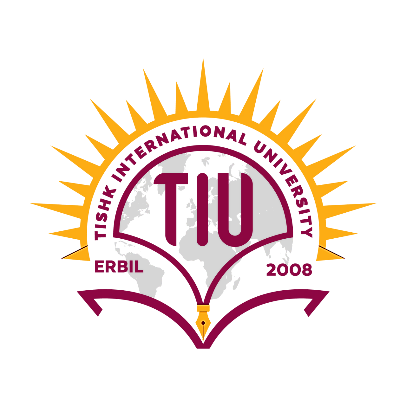 TISHK INTERNATIONAL UNIVERSITY
TIU
ERBIL
2008